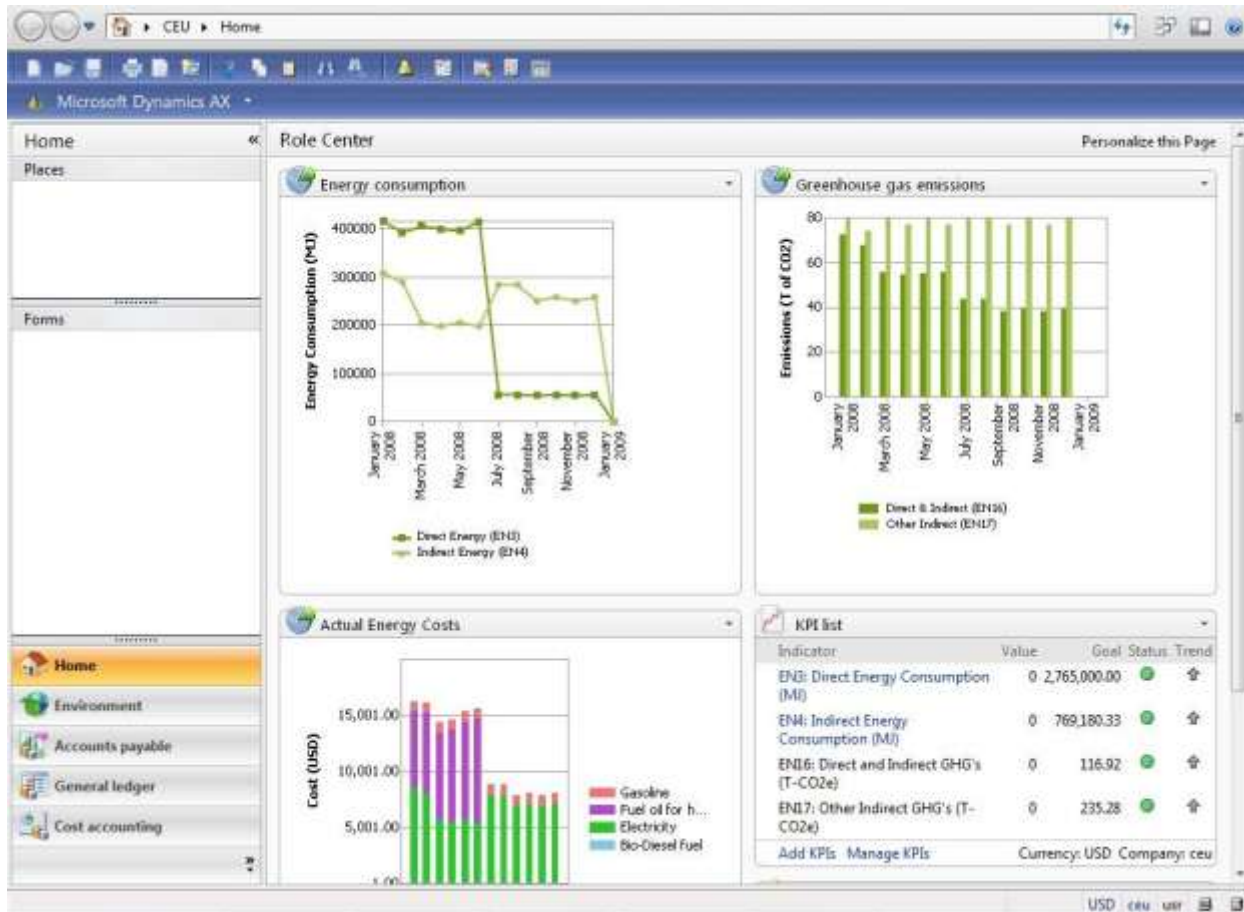 CEU ▸ Home
Microsoft Dynamics AX
Home «
Places
Forms
Home
Environment
Accounts payable
General ledger
Cost accounting
»
Role Center
Personalize this Page
Energy consumption
Energy Consumption (MJ)
400000
300000
200000
100000
0
January 2008
March 2008
May 2008
July 2008
September 2008
November 2008
January 2009
Direct Energy (EN3)
Indirect Energy (EN4)
Greenhouse gas emissions
Emissions (T of CO2)
80
60
40
20
0
January 2008
March 2008
May 2008
July 2008
September 2008
November 2008
January 2009
Direct & Indirect (EN16)
Other Indirect (EN17)
Actual Energy Costs
Cost (USD)
15,001.00
10,001.00
5,001.00
1.00
Gasoline
Fuel oil for h...
Electricity
Bio-Diesel Fuel
KPI list
Indicator Value Goal Status Trend
EN3: Direct Energy Consumption 0 2,765,000.00
(MJ)
EN4: Indirect Energy 0 769,180.33
Consumption (MJ)
EN16: Direct and Indirect GHG's 0 116.92
(T-CO2e)
EN17: Other Indirect GHG's (T- 0 235.28
CO2e)
Add KPIs Manage KPIs Currency: USD Company: ceu
USD ceu usr